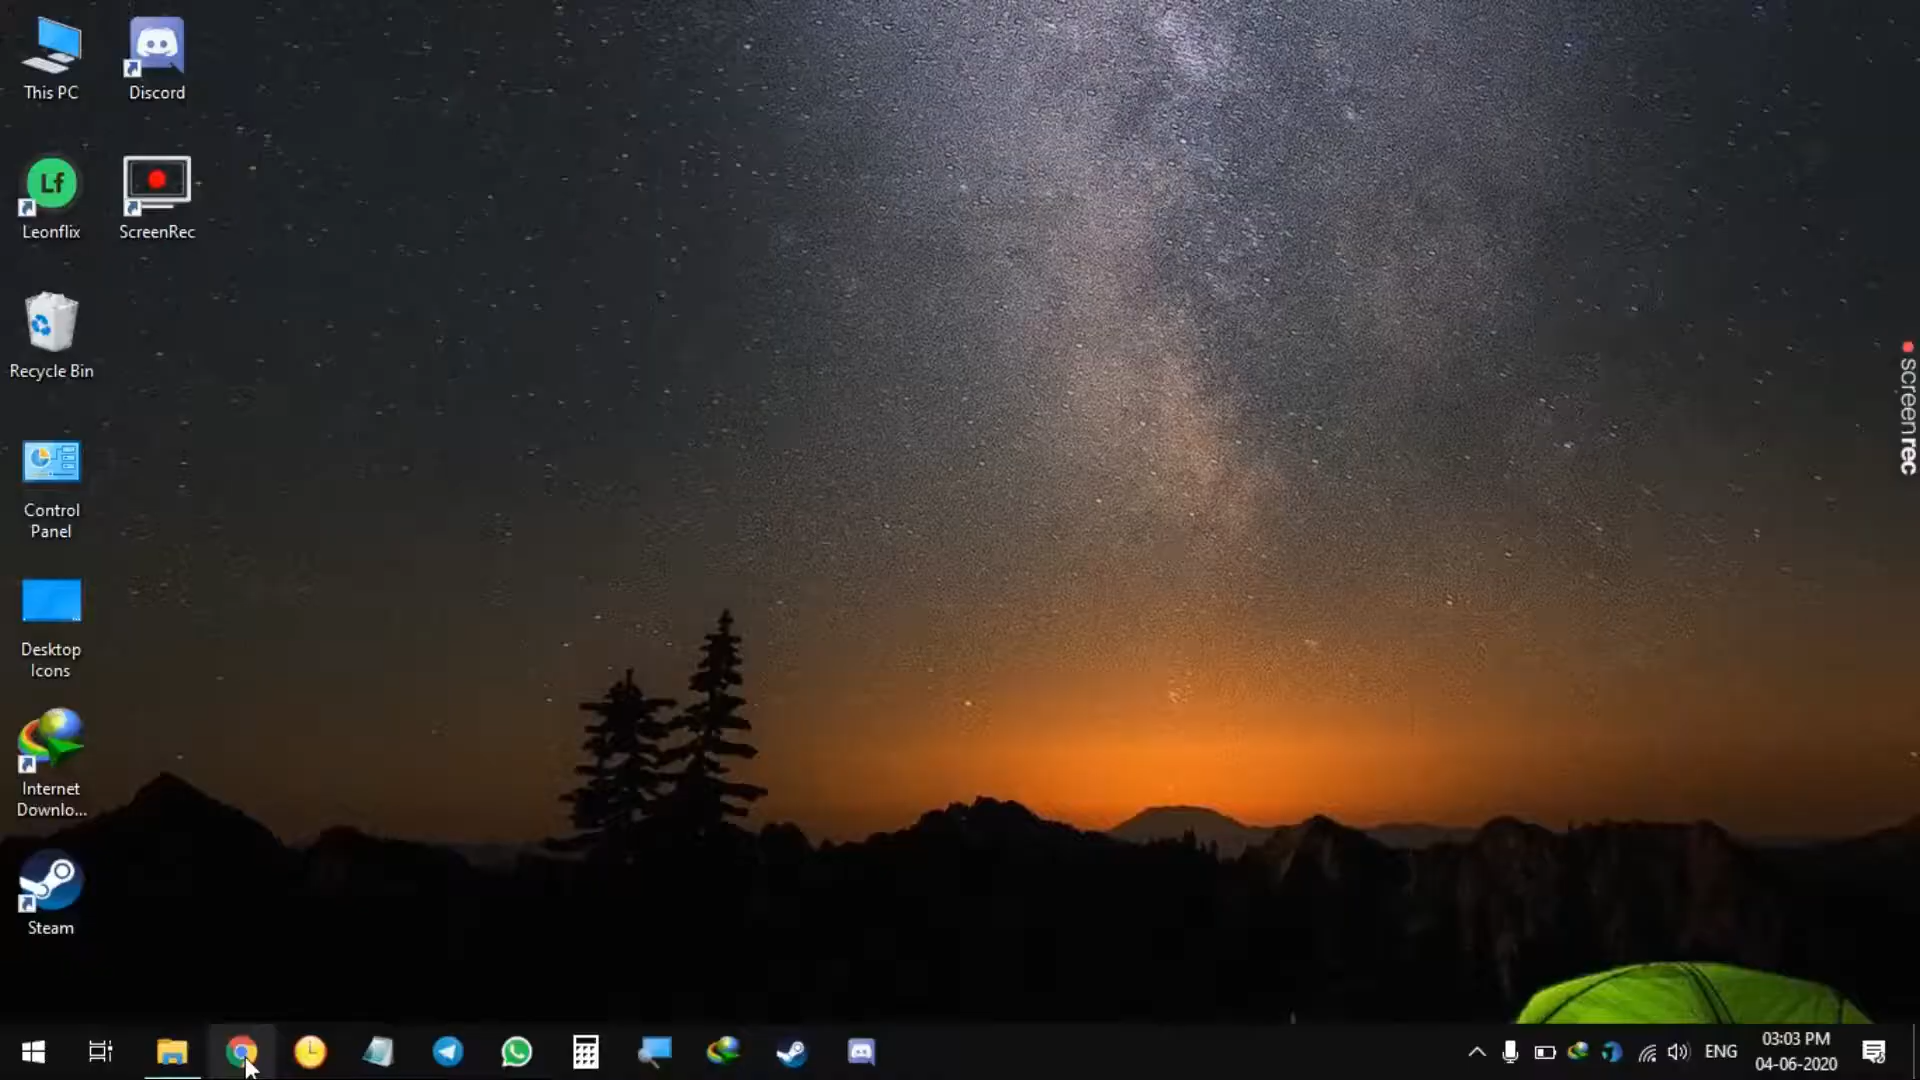 This PC
Discord
Lf
Leonflix
ScreenRec
Recycle Bin
Control
Panel
Desktop
Icons
Internet
Downlo...
Steam
screenrec
ENG
03:03 PM
04-06-2020